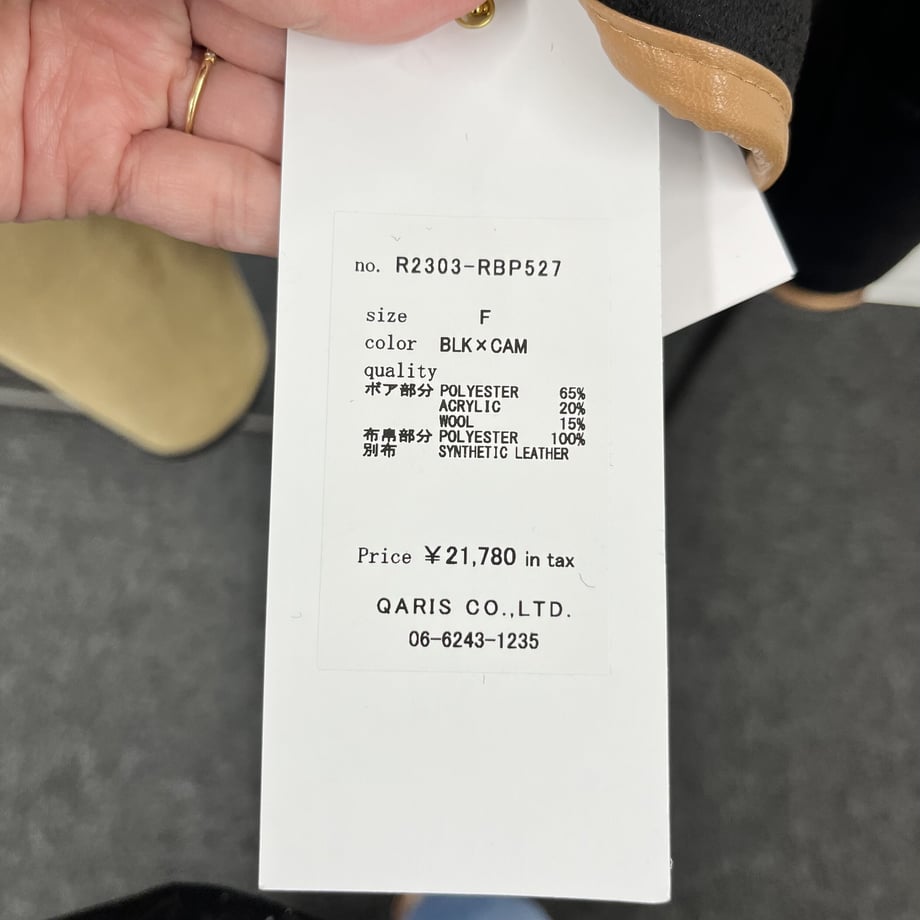 no. R2303-RBP527
size F
color BLK×CAM
quality
ボア部分 POLYESTER 65%
ACRYLIC 20%
WOOL 15%
布帛部分 POLYESTER 100%
別布 SYNTHETIC LEATHER
Price ¥21,780 in tax
QARIS CO.,LTD.
06-6243-1235